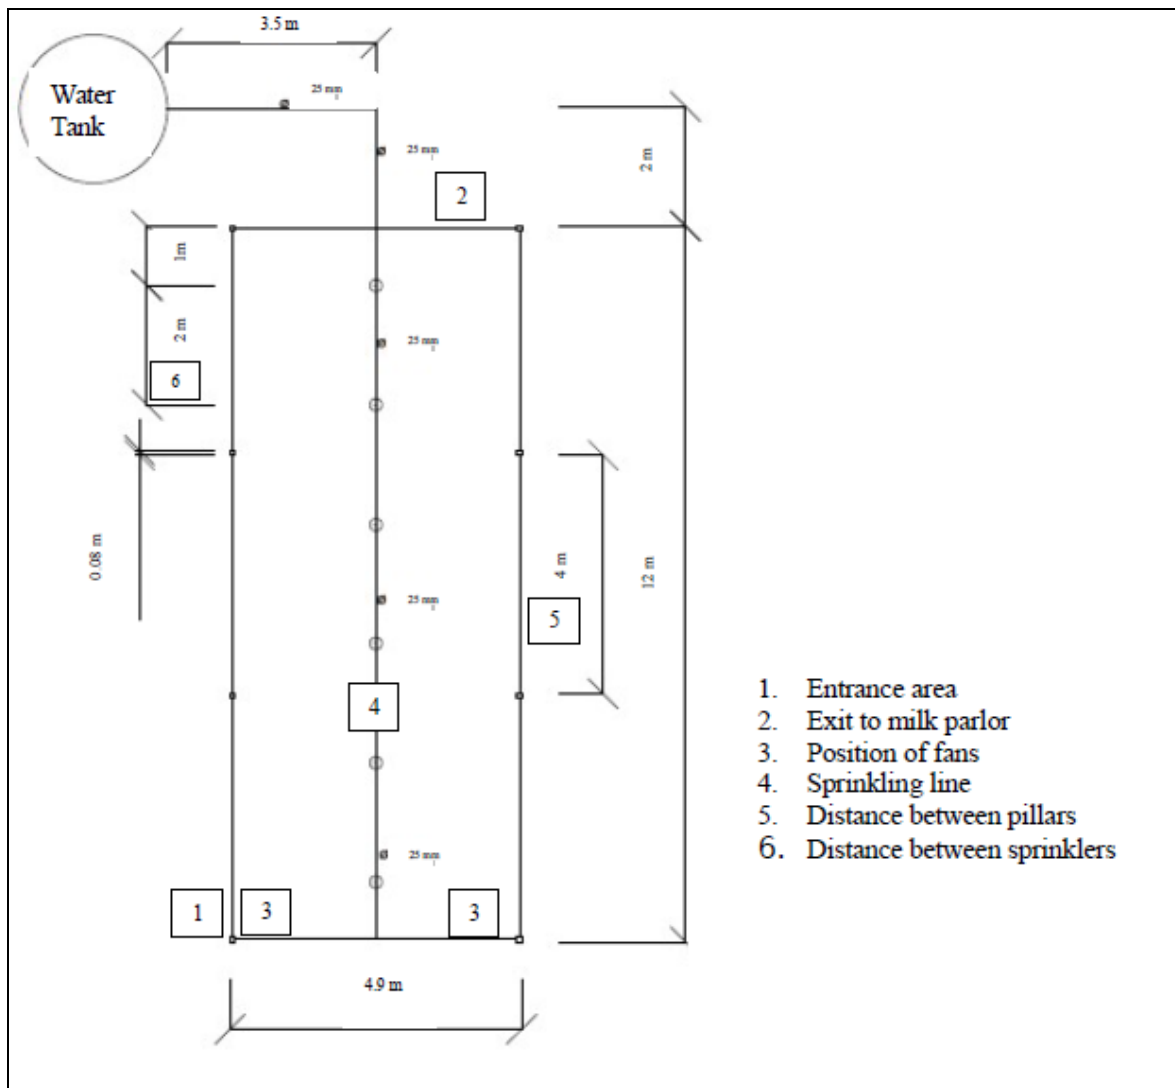 3.5 m
Water
Tank
25 mm
25 mm
2 m
2
1m
2 m
25 mm
6
0.08 m
4 m
12 m
25 mm
5
4
1. Entrance area
2. Exit to milk parlor
3. Position of fans
4. Sprinkling line
5. Distance between pillars
6. Distance between sprinklers
25 mm
1
3
3
4.9 m